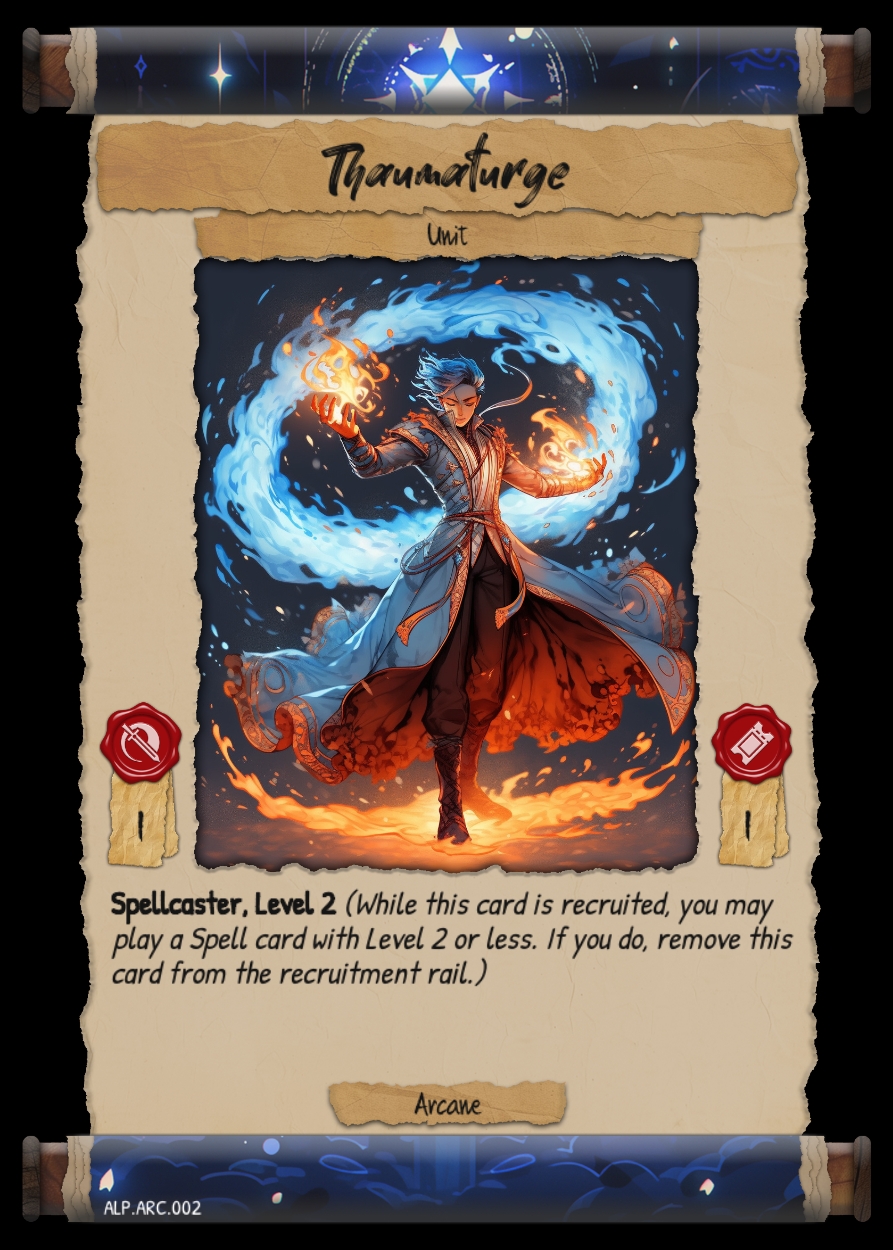 Thaumaturge
Unit
1
1
Spellcaster, Level 2 (While this card is recruited, you may
play a Spell card with Level 2 or less. If you do, remove this
card from the recruitment rail.)
Arcane
ALP.ARC.002